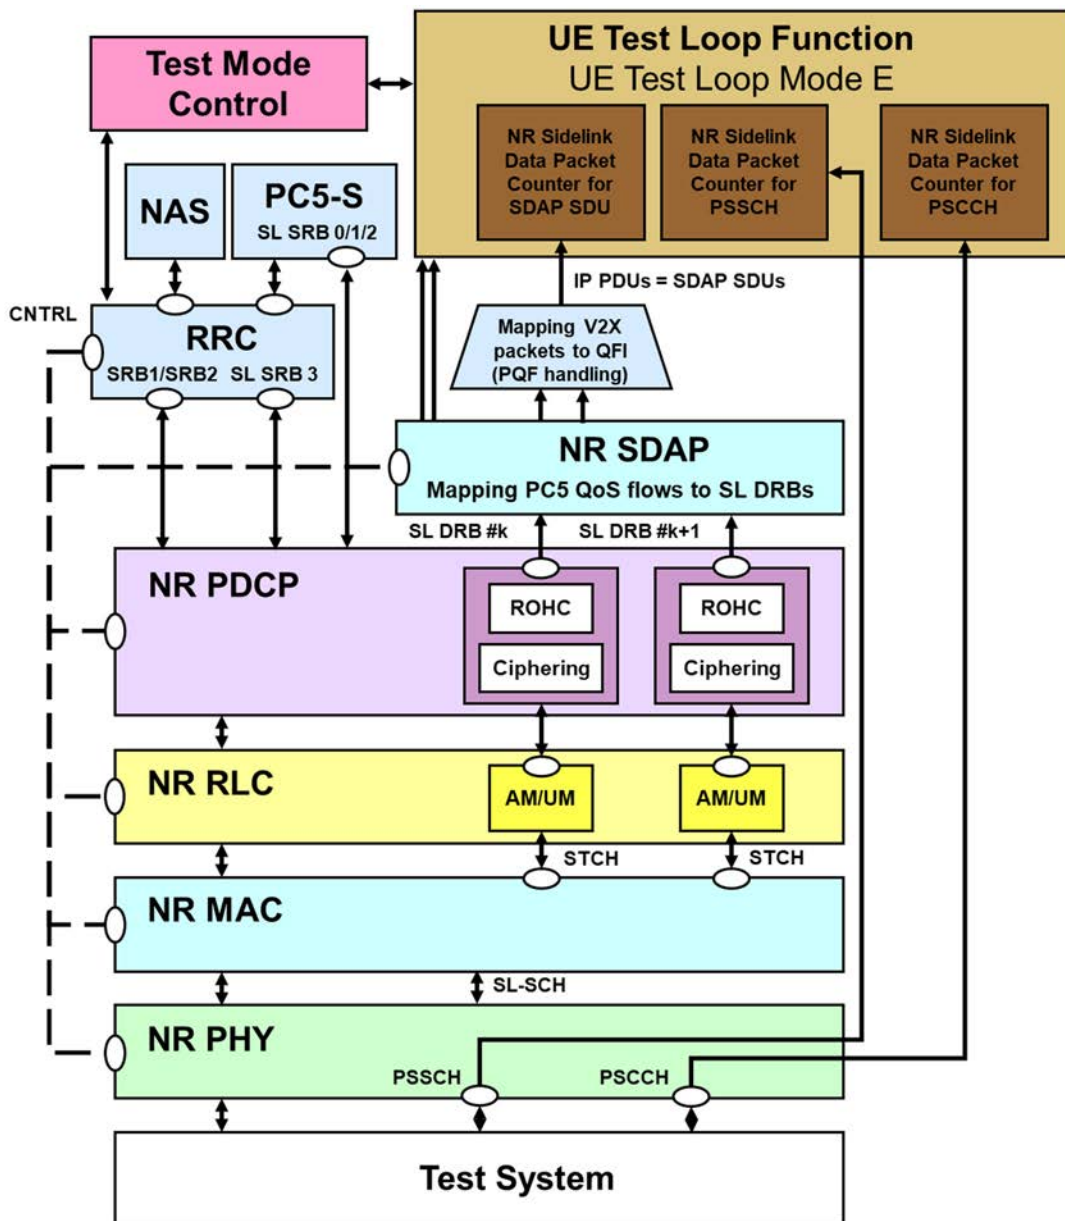 UE Test Loop Function
UE Test Loop Mode E
Test Mode
Control
NR Sidelink
Data Packet
Counter for
SDAP SDU
NR Sidelink
Data Packet
Counter for
PSSCH
NR Sidelink
Data Packet
Counter for
PSCCH
NAS
PC5-S
SL SRB 0/1/2
IP PDUs = SDAP SDUs
CNTRL
RRC
SRB1/SRB2 SL SRB 3
Mapping V2X
packets to QFI
(PQF handling)
NR SDAP
Mapping PC5 QoS flows to SL DRBs
SL DRB #k
SL DRB #k+1
NR PDCP
ROHC
ROHC
Ciphering
Ciphering
NR RLC
AM/UM
AM/UM
STCH
STCH
NR MAC
SL-SCH
NR PHY
PSSCH
PSCCH
Test System